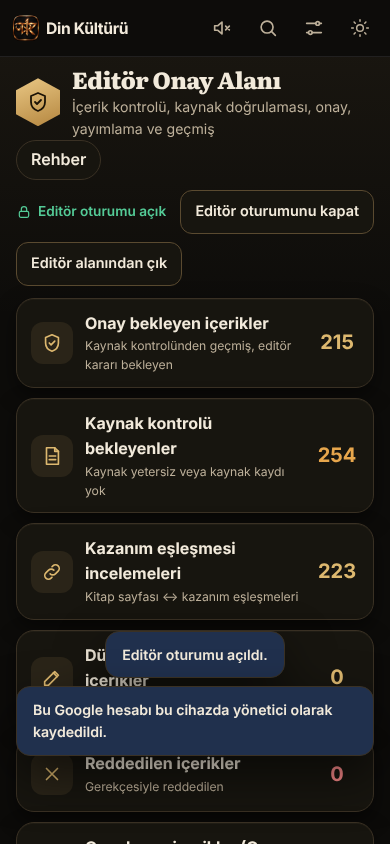 Din Kültürü
Editör Onay Alanı
İçerik kontrolü, kaynak doğrulaması, onay,
yayımlama ve geçmiş
Rehber
Editör oturumu açık
Editör oturumunu kapat
Editör alanından çık
Onay bekleyen içerikler
Kaynak kontrolünden geçmiş, editör
kararı bekleyen
215
Kaynak kontrolü
bekleyenler
Kaynak yetersiz veya kaynak kaydı
yok
254
Kazanım eşleşmesi
incelemeleri
Kitap sayfası ↔ kazanım eşleşmeleri
223
içerikler
0
Editör oturumu açıldı.
Bu Google hesabı bu cihazda yönetici olarak
kaydedildi.
Reddedilen içerikler
Gerekçesiyle reddedilen
0